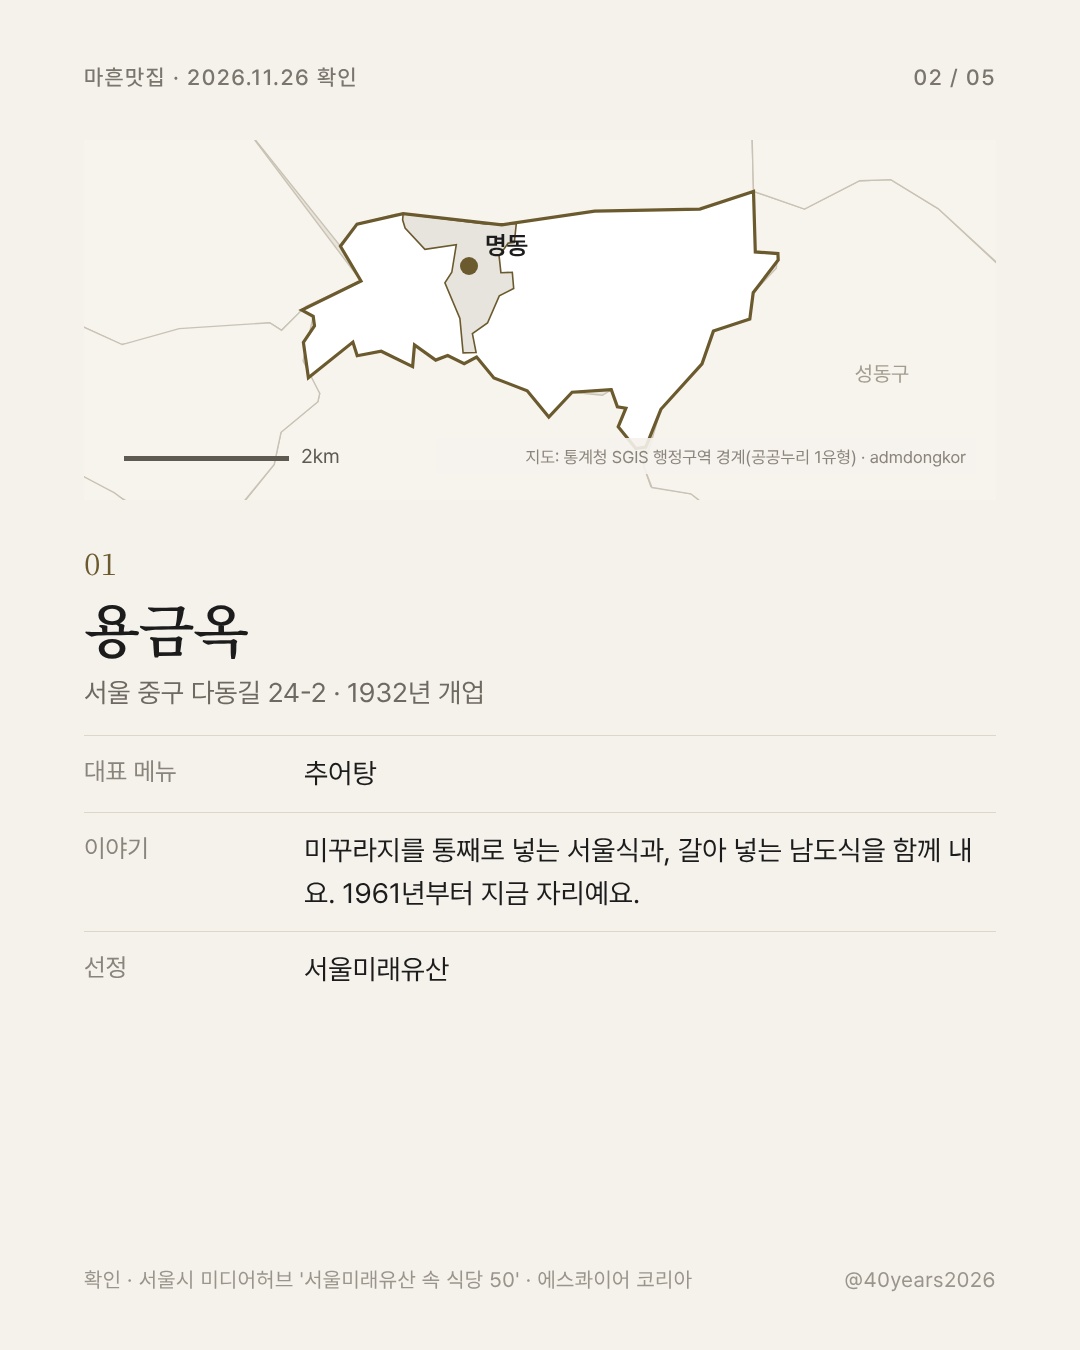 마흔맛집 · 2026.11.26 확인
02 / 05
명동
성동구
2km
지도: 통계청 SGIS 행정구역 경계(공공누리 1유형) · admdongkor
01
용금옥
서울 중구 다동길 24-2 · 1932년 개업
대표 메뉴
추어탕
이야기
미꾸라지를 통째로 넣는 서울식과, 갈아 넣는 남도식을 함께 내
요. 1961년부터 지금 자리예요.
선정
서울미래유산
확인 · 서울시 미디어허브 '서울미래유산 속 식당 50' · 에스콰이어 코리아
@40years2026